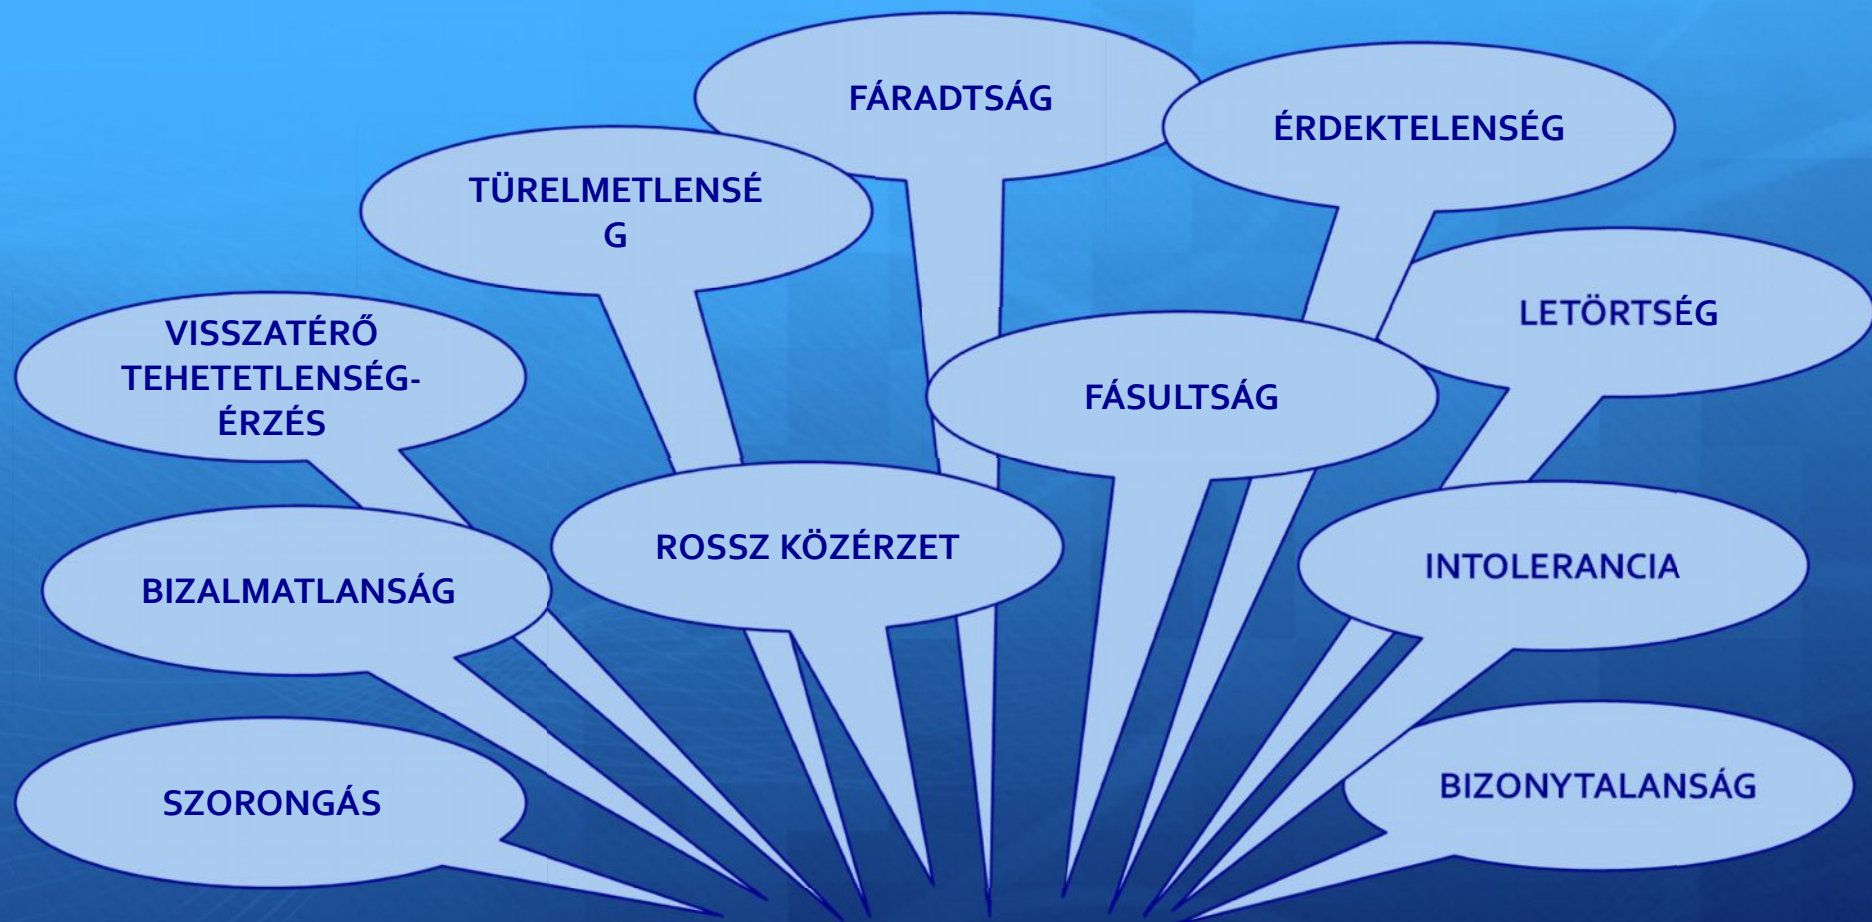 FÁRADTSÁG
ÉRDEKTELENSÉG
TÜRELMETLENSÉ
G
LETÖRTSÉG
VISSZATÉRŐ
TEHETETLENSÉG-
ÉRZÉS
FÁSULTSÁG
ROSSZ KÖZÉRZET
INTOLERANCIA
BIZALMATLANSÁG
BIZONYTALANSÁG
SZORONGÁS